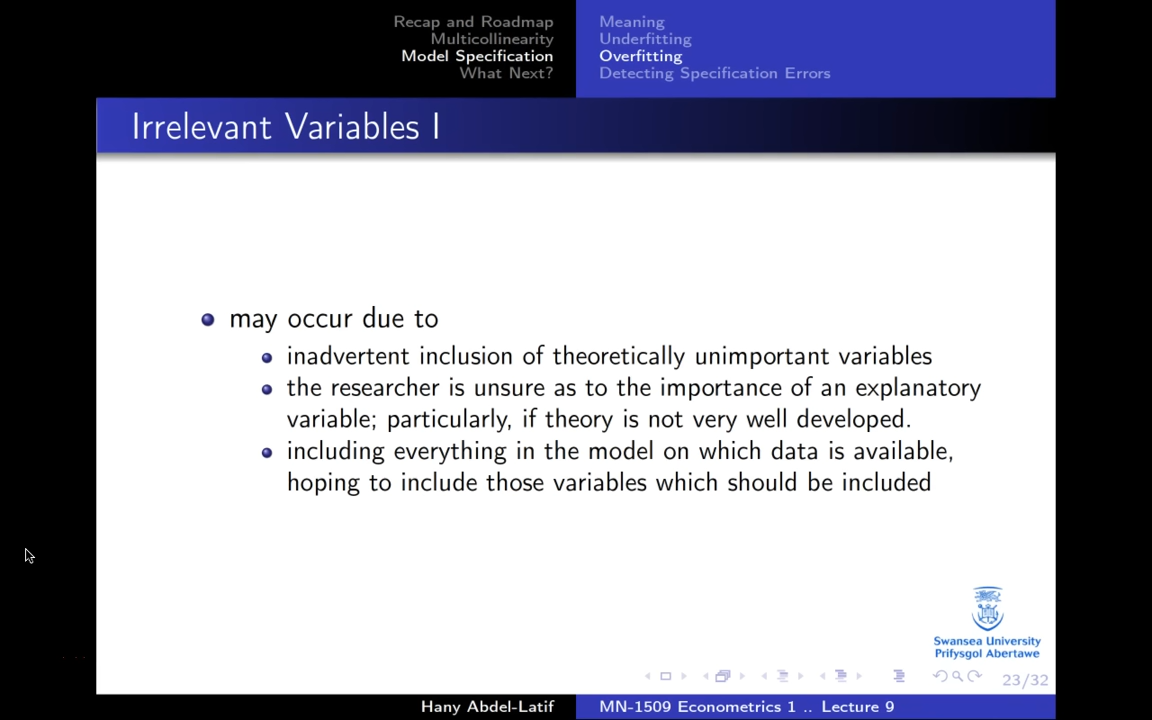 Recap and Roadmap
Multicollinearity
Model Specification
What Next?
Meaning
Underfitting
Overfitting
Detecting Specification Errors
Irrelevant Variables I
may occur due to
inadvertent inclusion of theoretically unimportant variables
the researcher is unsure as to the importance of an explanatory
variable; particularly, if theory is not very well developed.
including everything in the model on which data is available,
hoping to include those variables which should be included
Swansea University
Prifysgol Abertawe
23/32
Hany Abdel-Latif
MN-1509 Econometrics 1 .. Lecture 9